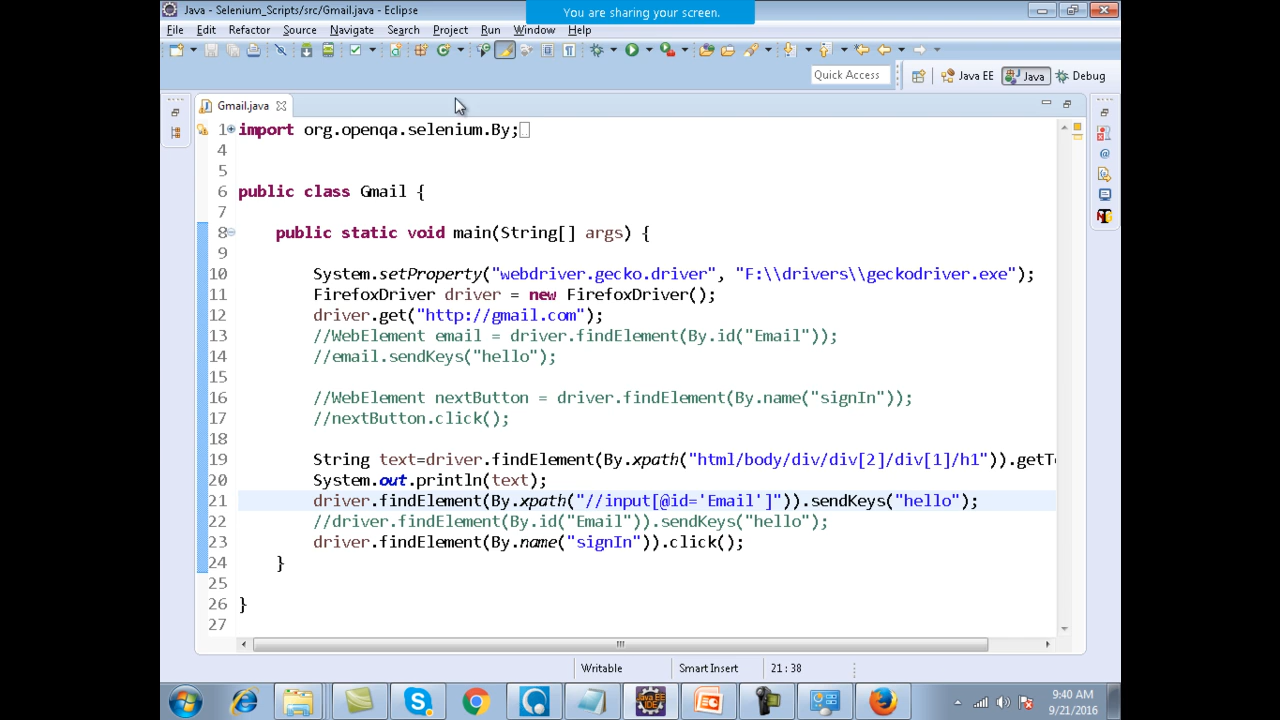 Java - Selenium_Scripts/src/Gmail.java - Eclipse
You are sharing your screen.
File Edit Refactor Source Navigate Search Project Run Window Help
Quick Access
Java EE
Java
Debug
Gmail.java
1 import org.openqa.selenium.By;
4
5
6 public class Gmail {
7
8 public static void main(String[] args) {
9
10 System.setProperty("webdriver.gecko.driver", "F:\\drivers\\geckodriver.exe");
11 FirefoxDriver driver = new FirefoxDriver();
12 driver.get("http://gmail.com");
13 //WebElement email = driver.findElement(By.id("Email"));
14 //email.sendKeys("hello");
15
16 //WebElement nextButton = driver.findElement(By.name("signIn"));
17 //nextButton.click();
18
19 String text=driver.findElement(By.xpath("html/body/div/div[2]/div[1]/h1")).getTe
20 System.out.println(text);
21 driver.findElement(By.xpath("//input[@id='Email']")).sendKeys("hello");
22 //driver.findElement(By.id("Email")).sendKeys("hello");
23 driver.findElement(By.name("signIn")).click();
24 }
25
26 }
27
Writable
Smart Insert
21 : 38
Java EE
IDE
9:40 AM
9/21/2016